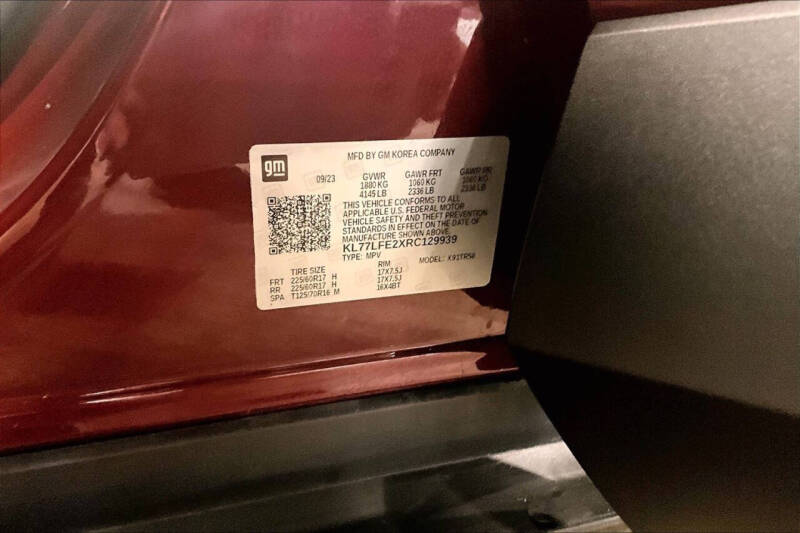 gm
MFD BY GM KOREA COMPANY
09/23
GVWR GAWR FRT GAWR RR
1880 KG 1060 KG 1060 KG
4145 LB 2336 LB 2336 LB
THIS VEHICLE CONFORMS TO ALL
APPLICABLE U.S. FEDERAL MOTOR
VEHICLE SAFETY AND THEFT PREVENTION
STANDARDS IN EFFECT ON THE DATE OF
MANUFACTURE SHOWN ABOVE.
KL77LFE2XRC129939
TYPE: MPV MODEL: K91TR58
TIRE SIZE RIM
FRT 225/60R17 H 17X7.5J
RR 225/60R17 H 17X7.5J
SPA T125/70R16 M 16X4BT